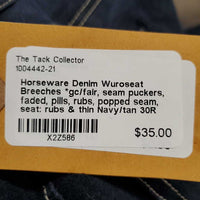 The Tack Collector
1004442-21
Horseware Denim Wuroseat
Breeches *gc/fair, seam puckers,
faded, pills, rubs, popped seam,
seat: rubs & thin Navy/tan 30R
X2Z586
$35.00